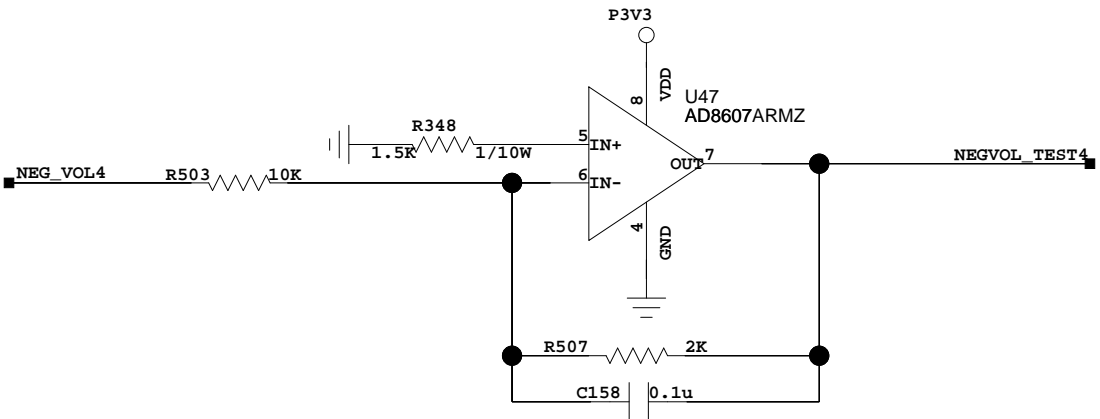 P3V3
8
VDD
U47
AD8607ARMZ
R348
1.5K
1/10W
5
IN+
OUT
7
NEGVOL_TEST4
NEG_VOL4
R503
10K
6
IN-
4
GND
R507
2K
C158
0.1u